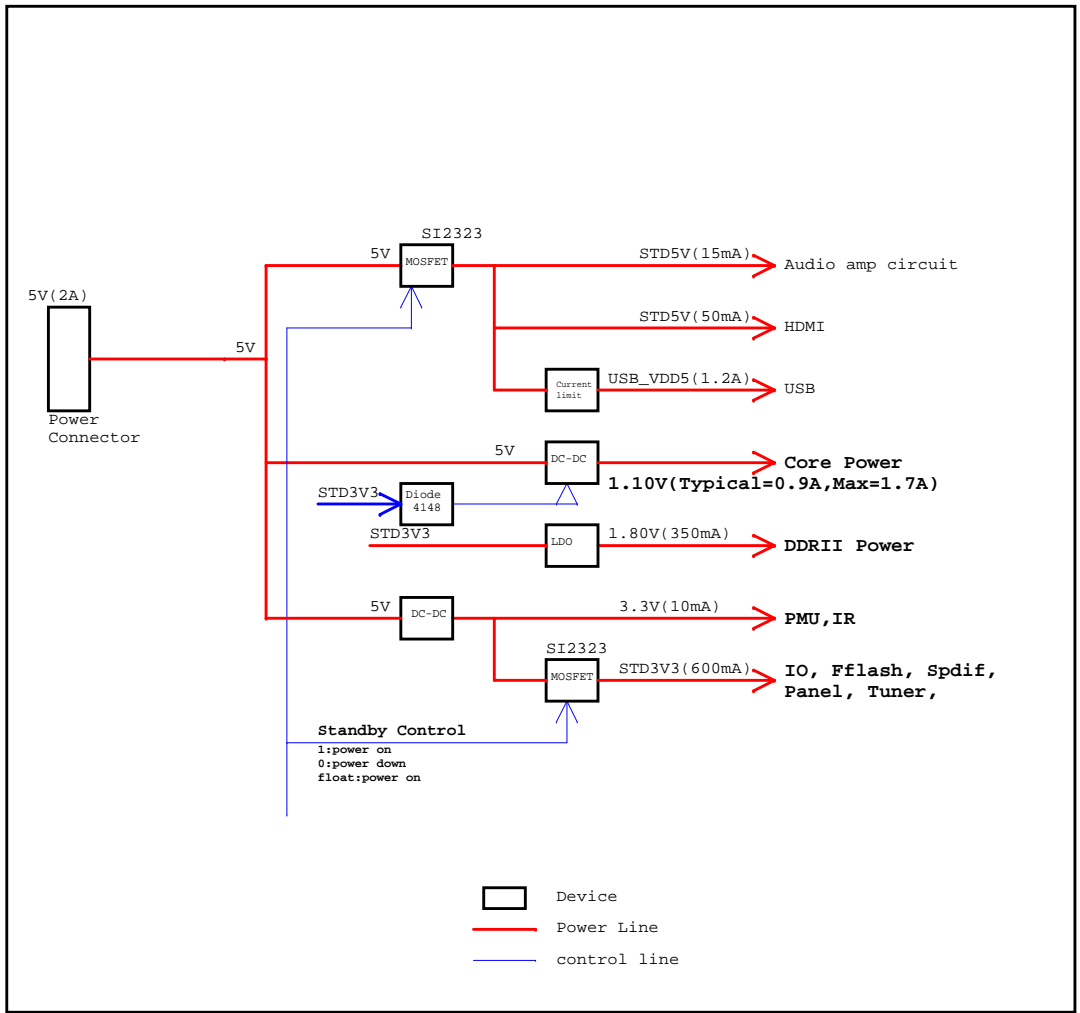 SI2323
5V
MOSFET
STD5V(15mA)
Audio amp circuit
5V(2A)
STD5V(50mA)
HDMI
5V
Current
limit
USB_VDD5(1.2A)
USB
Power
Connector
5V
DC-DC
Core Power
1.10V(Typical=0.9A,Max=1.7A)
STD3V3
Diode
4148
STD3V3
LDO
1.80V(350mA)
DDRII Power
5V
DC-DC
3.3V(10mA)
PMU,IR
SI2323
MOSFET
STD3V3(600mA)
IO, Fflash, Spdif,
Panel, Tuner,
Standby Control
1:power on
0:power down
float:power on
Device
Power Line
control line